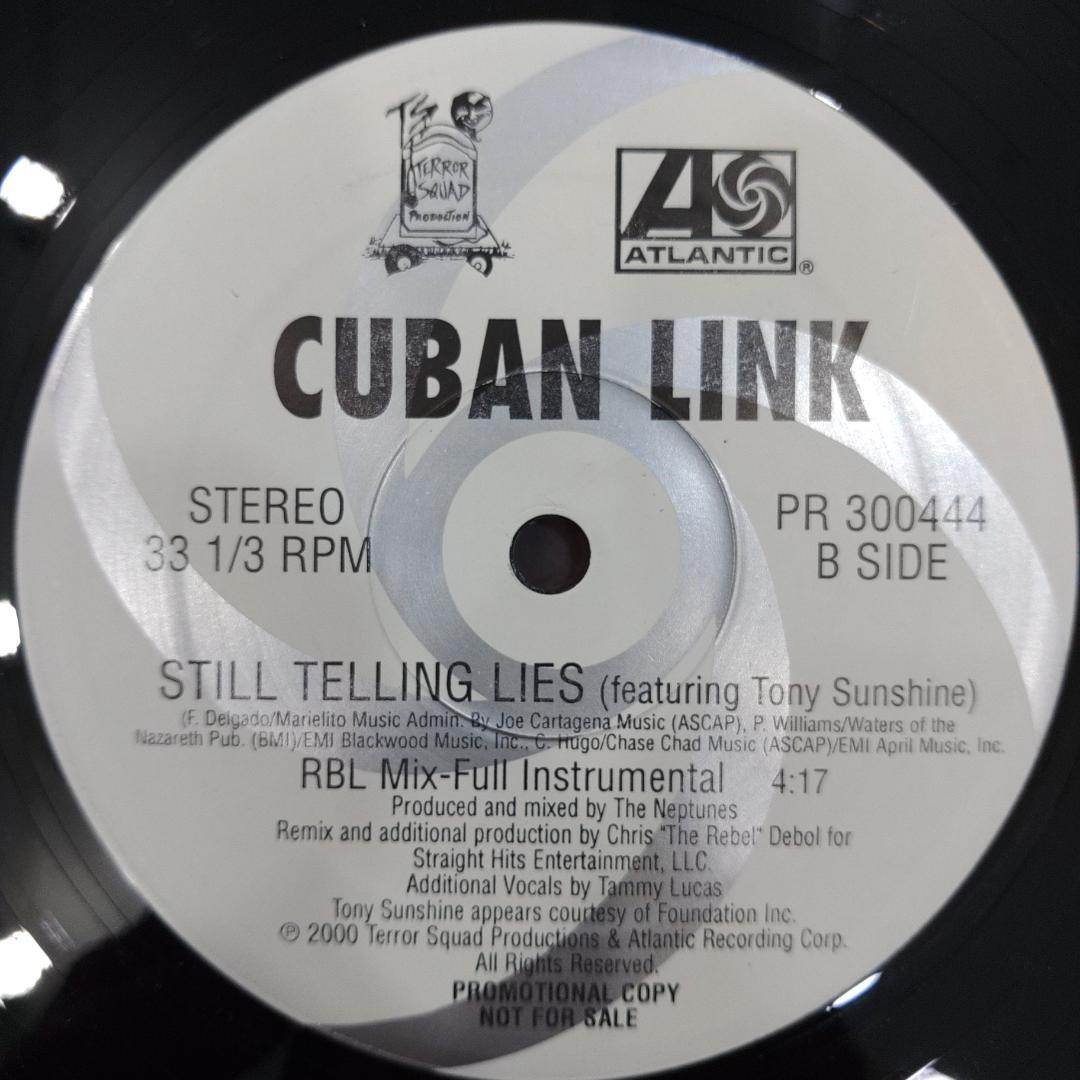 TS
TERROR
SQUAD
PRODUCTION
ATLANTIC®
CUBAN LINK
STEREO
33 1/3 RPM
PR 300444
B SIDE
STILL TELLING LIES (featuring Tony Sunshine)
(F. Delgado/Marielito Music Admin. By Joe Cartagena Music (ASCAP), P. Williams/Waters of the
Nazareth Pub. (BMI)/EMI Blackwood Music, Inc., C. Hugo/Chase Chad Music (ASCAP)/EMI April Music, Inc.
RBL Mix-Full Instrumental 4:17
Produced and mixed by The Neptunes
Remix and additional production by Chris "The Rebel" Debol for
Straight Hits Entertainment, LLC.
Additional Vocals by Tammy Lucas
Tony Sunshine appears courtesy of Foundation Inc.
℗ 2000 Terror Squad Productions & Atlantic Recording Corp.
All Rights Reserved.
PROMOTIONAL COPY
NOT FOR SALE